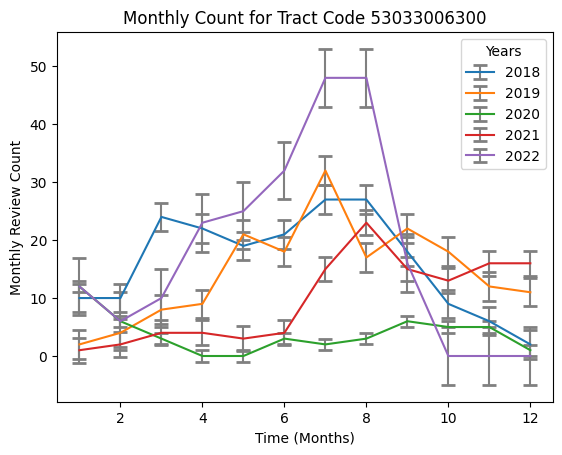 Monthly Count for Tract Code 53033006300
Years
2018
2019
2020
2021
2022
Monthly Review Count
50
40
30
20
10
0
2 4 6 8 10 12
Time (Months)